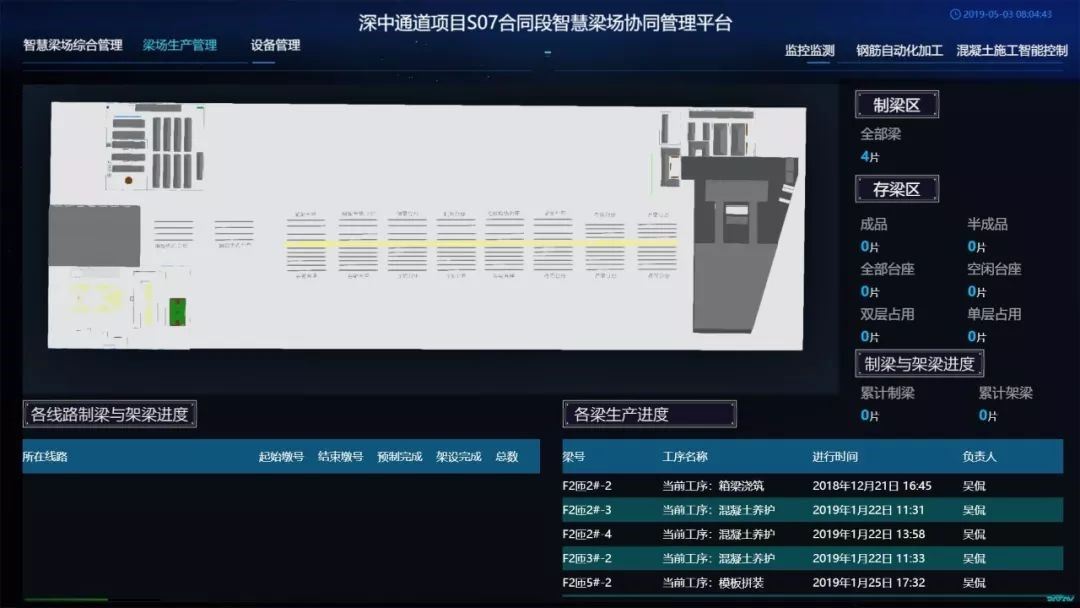 2019-05-03 08:04:43
深中通道项目S07合同段智慧梁场协同管理平台
智慧梁场综合管理 梁场生产管理 设备管理
监控监测 钢筋自动化加工 混凝土施工智能控制
制梁区
全部梁
4片
存梁区
成品 半成品
0片 0片
全部台座 空闲台座
0片 0片
双层占用 单层占用
0片 0片
制梁与架梁进度
累计制梁 累计架梁
0片 0片
各线路制梁与架梁进度
所在线路 起始墩号 结束墩号 预制完成 架设完成 总数
各梁生产进度
梁号 工序名称 进行时间 负责人
F2匝2#-2 当前工序：箱梁浇筑 2018年12月21日 16:45 吴侃
F2匝2#-3 当前工序：混凝土养护 2019年1月22日 11:31 吴侃
F2匝2#-4 当前工序：混凝土养护 2019年1月22日 13:58 吴侃
F2匝3#-2 当前工序：混凝土养护 2019年1月22日 11:33 吴侃
F2匝5#-2 当前工序：模板拼装 2019年1月25日 17:32 吴侃